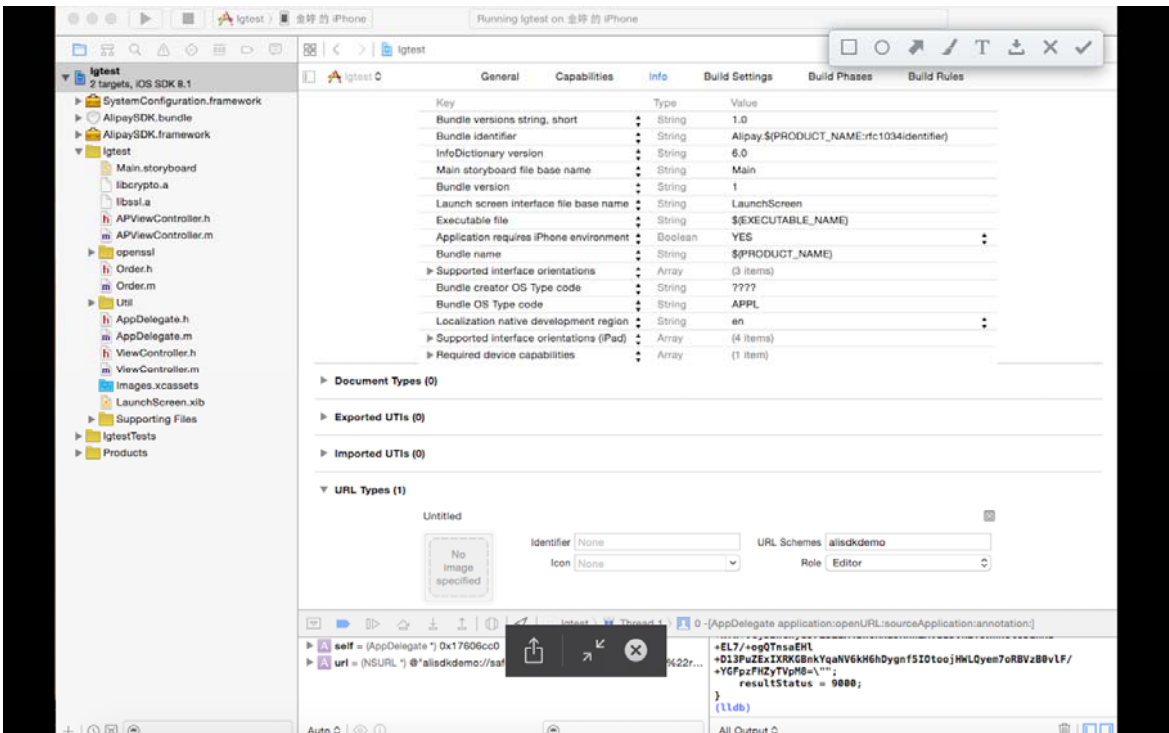 lgtest 金婷 的 iPhone
Running lgtest on 金婷 的 iPhone
lgtest
T
lgtest
2 targets, iOS SDK 8.1
SystemConfiguration.framework
AlipaySDK.bundle
AlipaySDK.framework
lgtest
Main.storyboard
libcrypto.a
libssl.a
APViewController.h
APViewController.m
openssl
Order.h
Order.m
Util
AppDelegate.h
AppDelegate.m
ViewController.h
ViewController.m
Images.xcassets
LaunchScreen.xib
Supporting Files
lgtestTests
Products
lgtest General Capabilities Info Build Settings Build Phases Build Rules
Key Type Value
Bundle versions string, short String 1.0
Bundle identifier String Alipay.$(PRODUCT_NAME:rfc1034identifier)
InfoDictionary version String 6.0
Main storyboard file base name String Main
Bundle version String 1
Launch screen interface file base name String LaunchScreen
Executable file String $(EXECUTABLE_NAME)
Application requires iPhone environment Boolean YES
Bundle name String $(PRODUCT_NAME)
Supported interface orientations Array (3 items)
Bundle creator OS Type code String ????
Bundle OS Type code String APPL
Localization native development region String en
Supported interface orientations (iPad) Array (4 items)
Required device capabilities Array (1 item)
Document Types (0)
Exported UTIs (0)
Imported UTIs (0)
URL Types (1)
Untitled
No
image
specified
Identifier None URL Schemes alisdkdemo
Icon None Role Editor
Thread 1 0 -[AppDelegate application:openURL:sourceApplication:annotation:]
self = (AppDelegate *) 0x17606cc0
url = (NSURL *) @"alisdkdemo://saf %22r...
+EL7/+ogQTnsaEHl
+D13PuZExIXRKGBnkYqaNV6kH6hDygnf5IOtoojHWLQyem7oRBVzB0vlF/
+YGFpzFHZyTVpM8=\"";
resultStatus = 9000;
}
(lldb)
Auto All Output